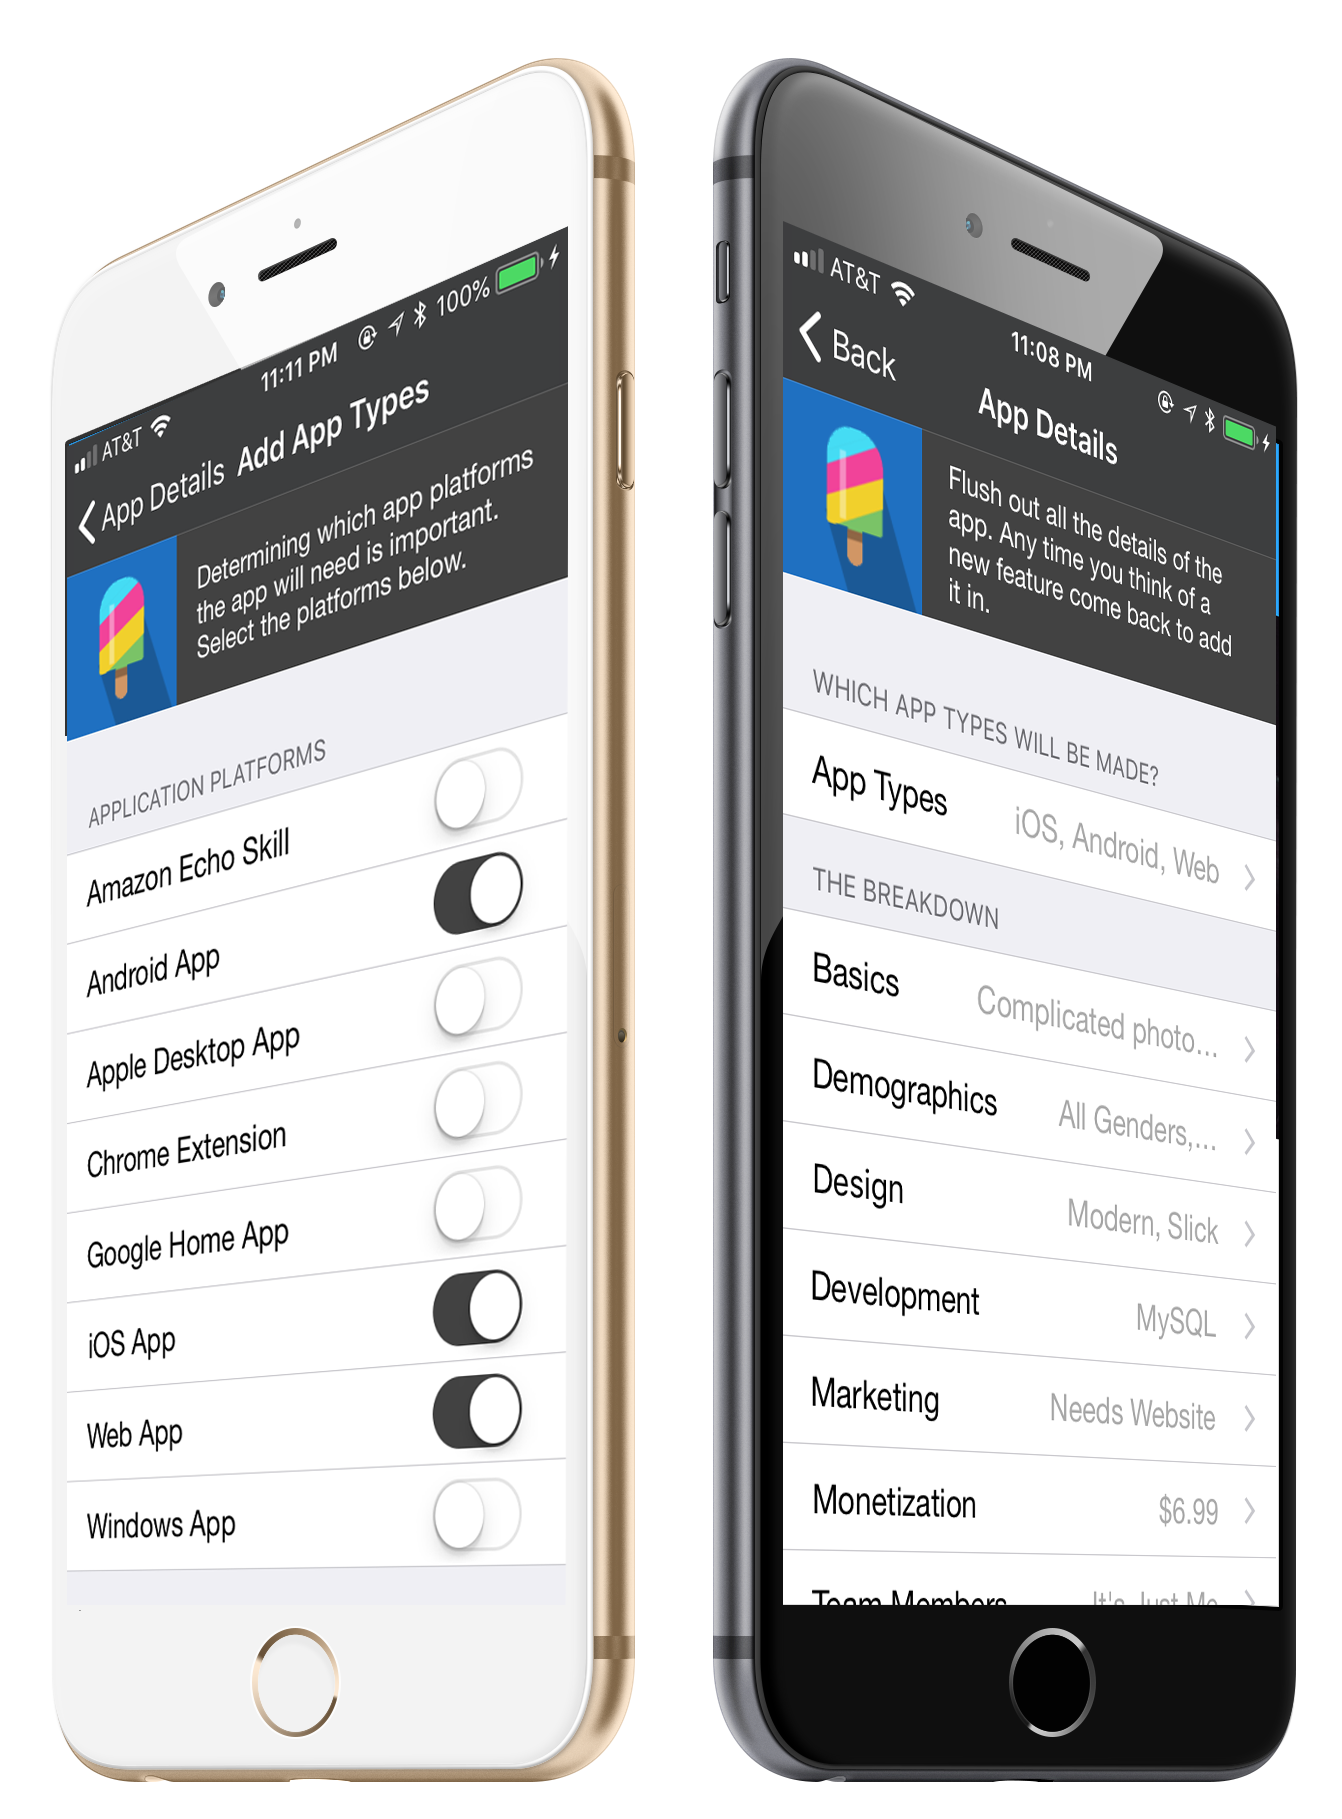 AT&T 11:11 PM 100%
App Details Add App Types
Determining which app platforms
the app will need is important.
Select the platforms below.
APPLICATION PLATFORMS
Amazon Echo Skill
Android App
Apple Desktop App
Chrome Extension
Google Home App
iOS App
Web App
Windows App
AT&T 11:08 PM
Back App Details
Flush out all the details of the
app. Any time you think of a
new feature come back to add
it in.
WHICH APP TYPES WILL BE MADE?
App Types iOS, Android, Web
THE BREAKDOWN
Basics Complicated photo...
Demographics All Genders,...
Design Modern, Slick
Development MySQL
Marketing Needs Website
Monetization $6.99
Team Members It's Just Me